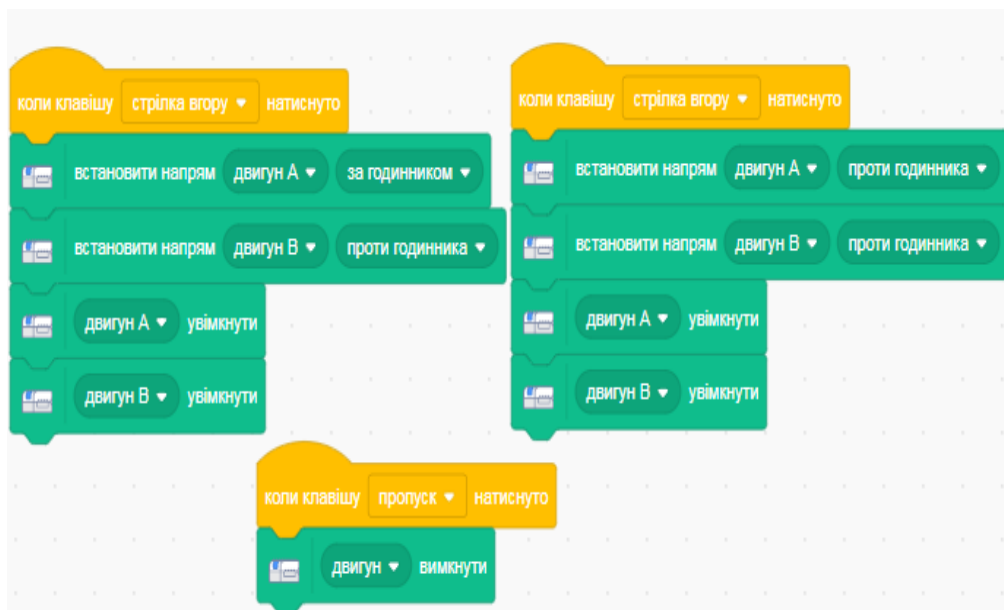 коли клавішу стрілка вгору натиснуто
встановити напрям двигун A за годинником
встановити напрям двигун B проти годинника
двигун A увімкнути
двигун B увімкнути
коли клавішу стрілка вгору натиснуто
встановити напрям двигун A проти годинника
встановити напрям двигун B проти годинника
двигун A увімкнути
двигун B увімкнути
коли клавішу пропуск натиснуто
двигун вимкнути